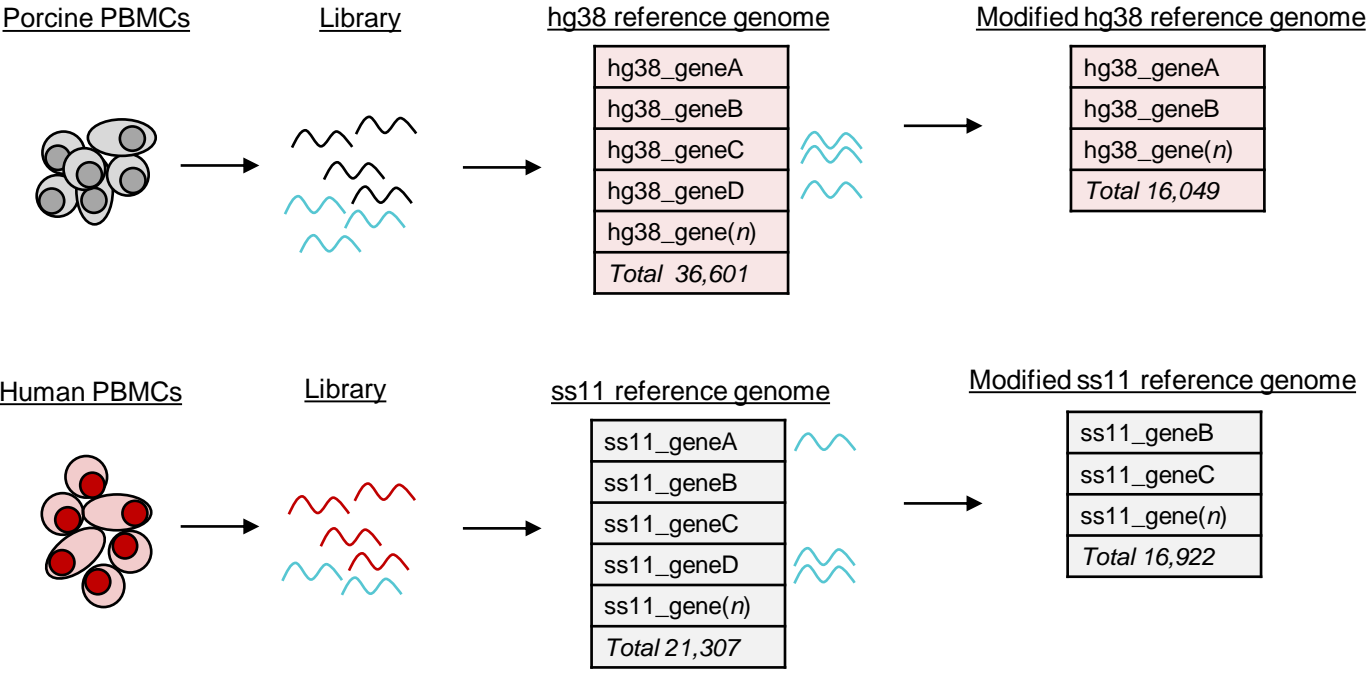 Porcine PBMCs
Library
hg38 reference genome
Modified hg38 reference genome
hg38_geneA
hg38_geneB
hg38_geneC
hg38_geneD
hg38_gene(n)
Total 36,601
hg38_geneA
hg38_geneB
hg38_gene(n)
Total 16,049
Human PBMCs
Library
ss11 reference genome
Modified ss11 reference genome
ss11_geneA
ss11_geneB
ss11_geneC
ss11_geneD
ss11_gene(n)
Total 21,307
ss11_geneB
ss11_geneC
ss11_gene(n)
Total 16,922